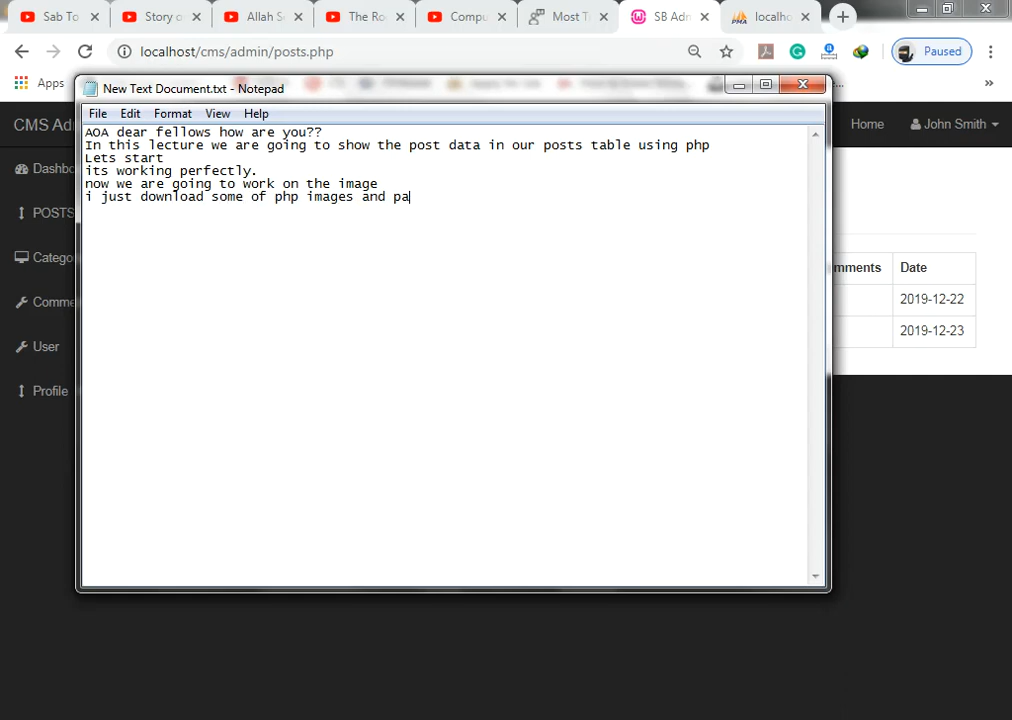 Sab To
Story o
Allah S
The Ro
Compu
Most T
SB Adm
localho
localhost/cms/admin/posts.php
Paused
Apps
New Text Document.txt - Notepad
File Edit Format View Help
AOA dear fellows how are you??
In this lecture we are going to show the post data in our posts table using php
Lets start
its working perfectly.
now we are going to work on the image
i just download some of php images and pa
CMS Ad
Home
John Smith
Dashbo
POSTS
Catego
Comme
User
Profile
mments Date
2019-12-22
2019-12-23